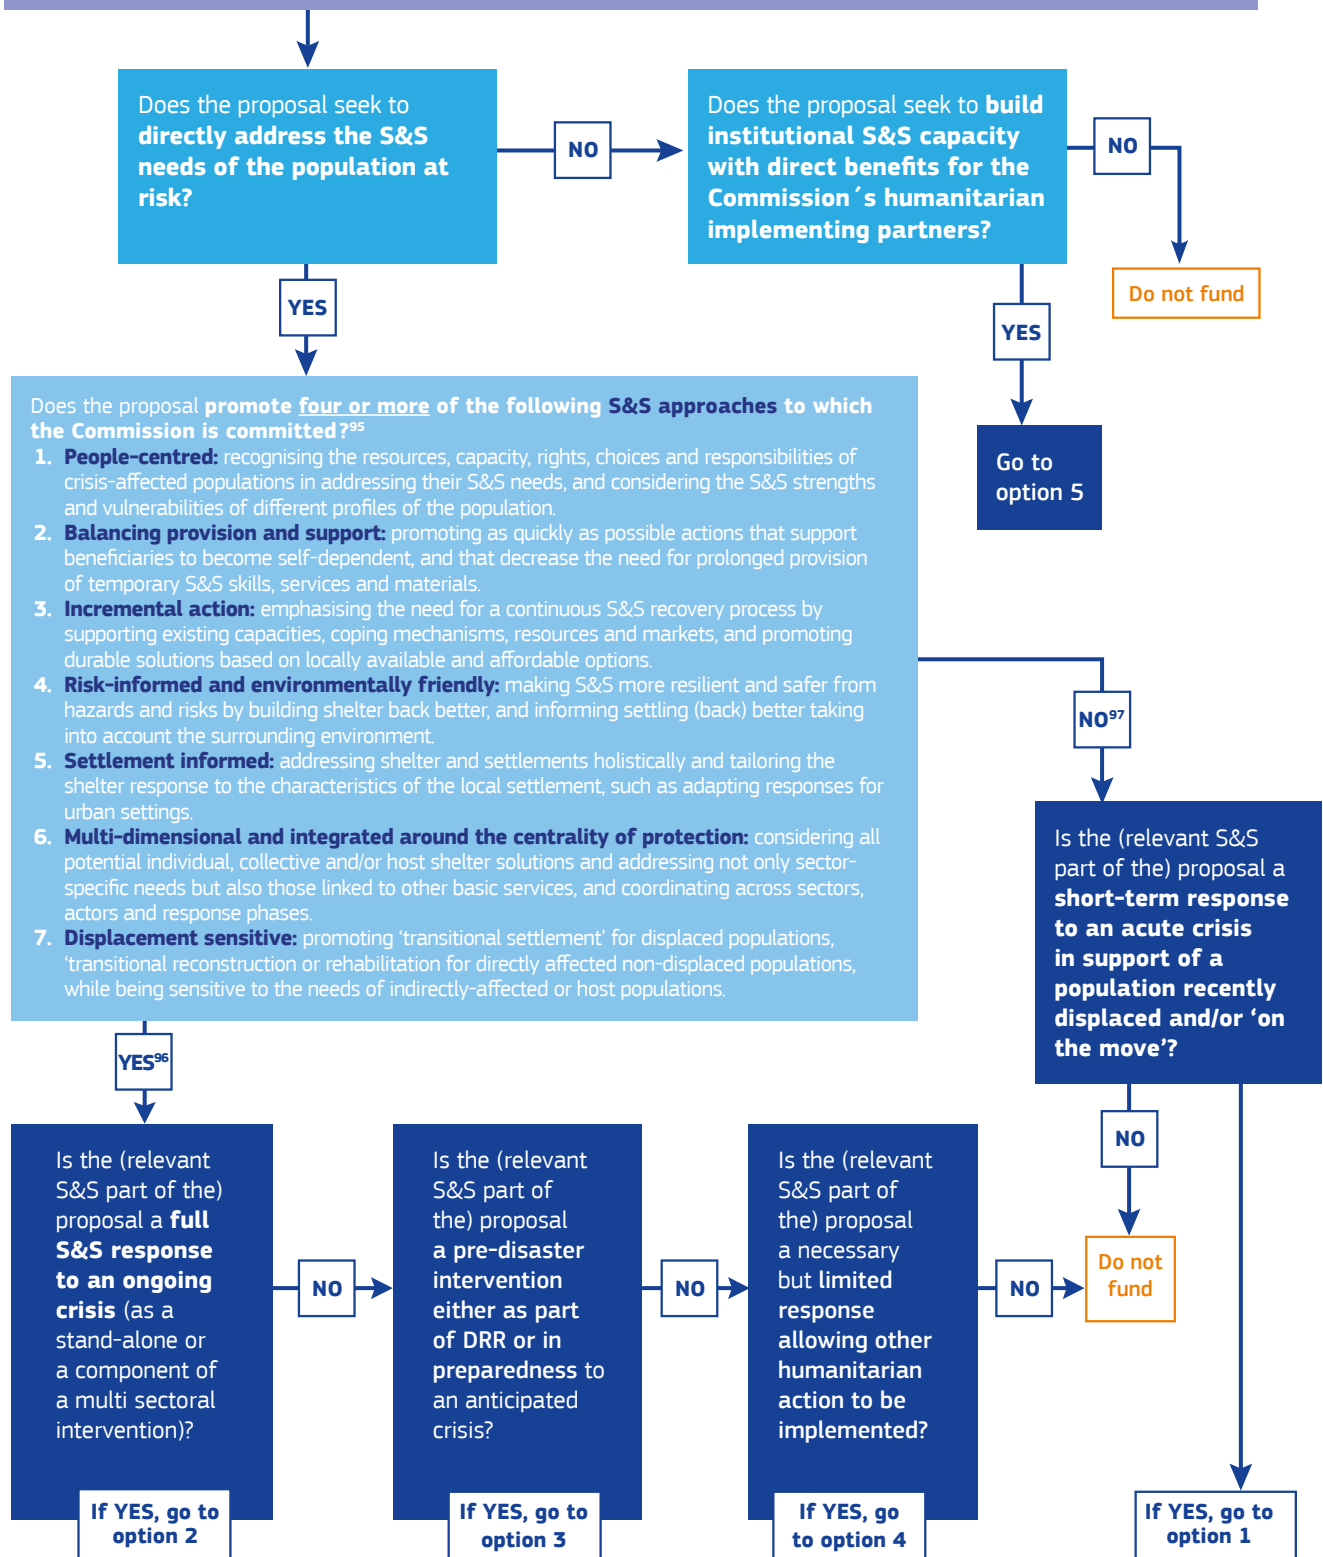 Does the proposal seek to
directly address the S&S
needs of the population at
risk?
NO
Does the proposal seek to build
institutional S&S capacity
with direct benefits for the
Commission´s humanitarian
implementing partners?
NO
Do not fund
YES
YES
Go to
option 5
Does the proposal promote four or more of the following S&S approaches to which
the Commission is committed?95
1. People-centred: recognising the resources, capacity, rights, choices and responsibilities of
crisis-affected populations in addressing their S&S needs, and considering the S&S strengths
and vulnerabilities of different profiles of the population.
2. Balancing provision and support: promoting as quickly as possible actions that support
beneficiaries to become self-dependent, and that decrease the need for prolonged provision
of temporary S&S skills, services and materials.
3. Incremental action: emphasising the need for a continuous S&S recovery process by
supporting existing capacities, coping mechanisms, resources and markets, and promoting
durable solutions based on locally available and affordable options.
4. Risk-informed and environmentally friendly: making S&S more resilient and safer from
hazards and risks by building shelter back better, and informing settling (back) better taking
into account the surrounding environment.
5. Settlement informed: addressing shelter and settlements holistically and tailoring the
shelter response to the characteristics of the local settlement, such as adapting responses for
urban settings.
6. Multi-dimensional and integrated around the centrality of protection: considering all
potential individual, collective and/or host shelter solutions and addressing not only sector-
specific needs but also those linked to other basic services, and coordinating across sectors,
actors and response phases.
7. Displacement sensitive: promoting ‘transitional settlement’ for displaced populations,
‘transitional reconstruction or rehabilitation for directly affected non-displaced populations,
while being sensitive to the needs of indirectly-affected or host populations.
NO97
Is the (relevant S&S
part of the) proposal a
short-term response
to an acute crisis
in support of a
population recently
displaced and/or ‘on
the move’?
YES96
NO
Is the (relevant
S&S part of the)
proposal a full
S&S response
to an ongoing
crisis (as a
stand-alone or
a component of
a multi sectoral
intervention)?
If YES, go to
option 2
NO
Is the (relevant
S&S part of
the) proposal
a pre-disaster
intervention
either as part
of DRR or in
preparedness to
an anticipated
crisis?
If YES, go to
option 3
NO
Is the (relevant
S&S part of
the) proposal
a necessary
but limited
response
allowing other
humanitarian
action to be
implemented?
If YES, go
to option 4
NO
Do not
fund
If YES, go to
option 1